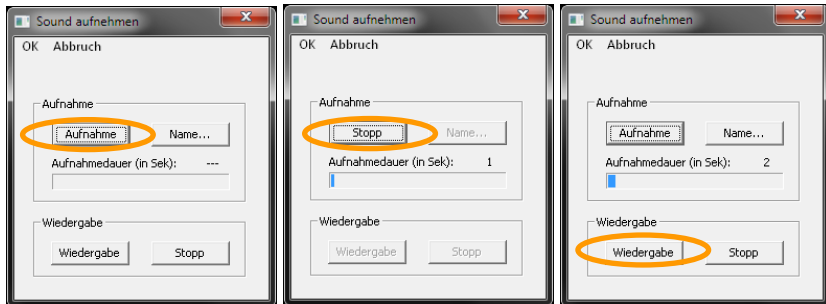 Sound aufnehmen
OK Abbruch
Aufnahme
Aufnahme Name...
Aufnahmedauer (in Sek): ---
Wiedergabe
Wiedergabe Stopp
Sound aufnehmen
OK Abbruch
Aufnahme
Stopp Name...
Aufnahmedauer (in Sek): 1
Wiedergabe
Wiedergabe Stopp
Sound aufnehmen
OK Abbruch
Aufnahme
Aufnahme Name...
Aufnahmedauer (in Sek): 2
Wiedergabe
Wiedergabe Stopp